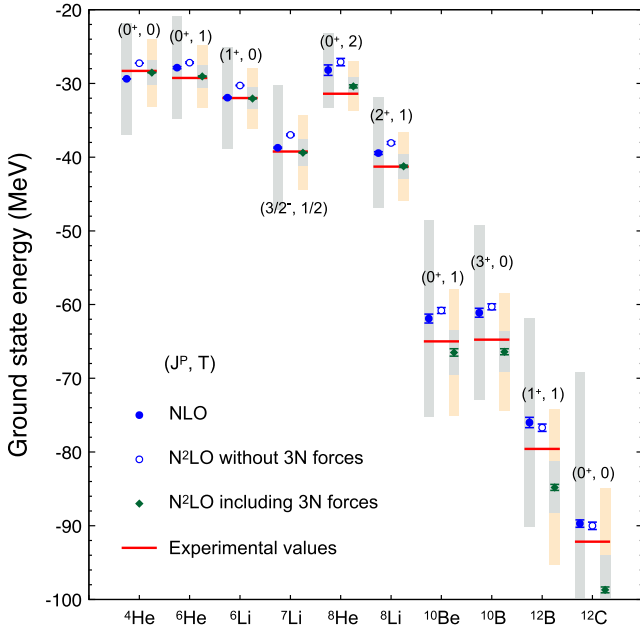 -20
-30
-40
-50
-60
-70
-80
-90
-100
Ground state energy (MeV)
(0⁺, 0)
(0⁺, 1)
(1⁺, 0)
(3/2⁻, 1/2)
(0⁺, 2)
(2⁺, 1)
(0⁺, 1)
(3⁺, 0)
(1⁺, 1)
(0⁺, 0)
(Jᴾ, T)
NLO
N²LO without 3N forces
N²LO including 3N forces
Experimental values
⁴He ⁶He ⁶Li ⁷Li ⁸He ⁸Li ¹⁰Be ¹⁰B ¹²B ¹²C